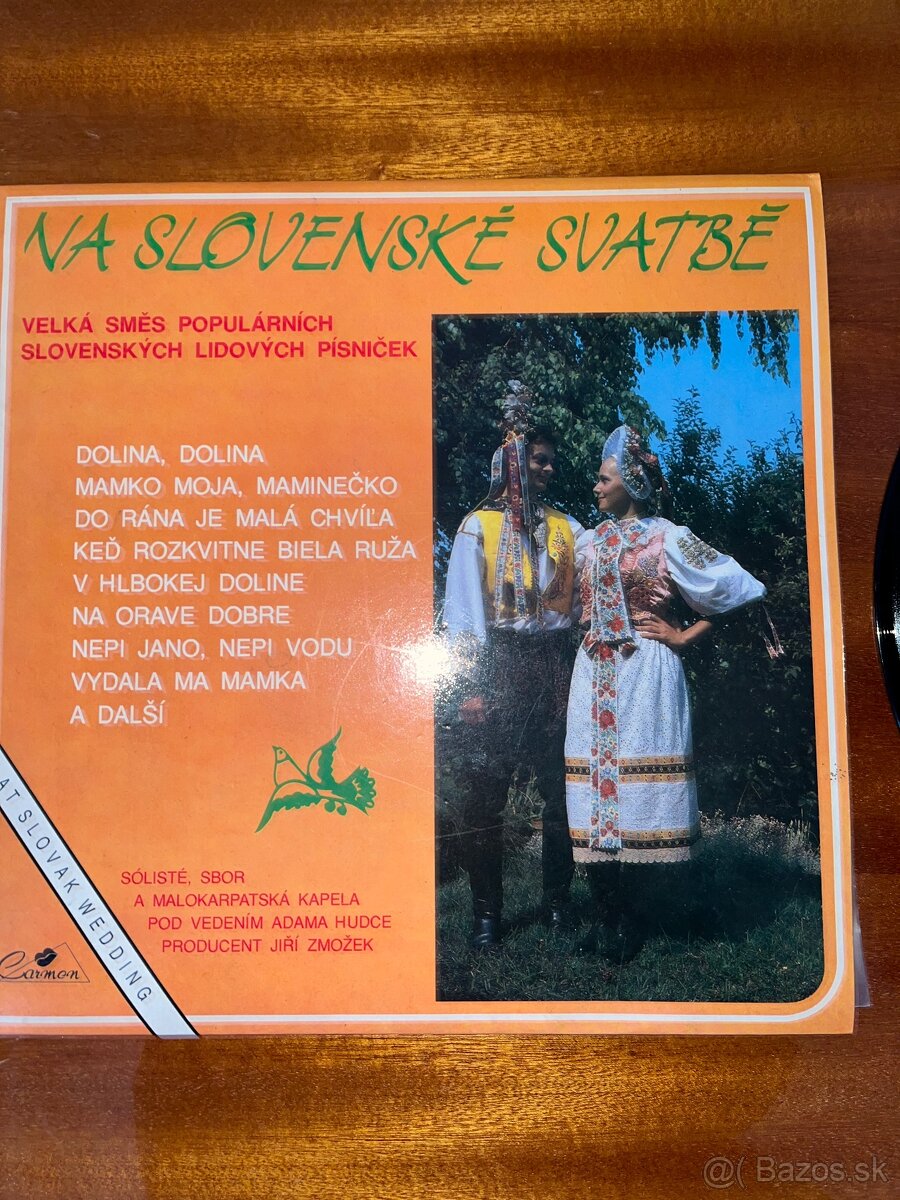 NA SLOVENSKÉ SVATBĚ
VELKÁ SMĚS POPULÁRNÍCH
SLOVENSKÝCH LIDOVÝCH PÍSNIČEK
DOLINA, DOLINA
MAMKO MOJA, MAMINEČKO
DO RÁNA JE MALÁ CHVÍĽA
KEĎ ROZKVITNE BIELA RUŽA
V HLBOKEJ DOLINE
NA ORAVE DOBRE
NEPI JANO, NEPI VODU
VYDALA MA MAMKA
A DALŠÍ
AT SLOVAK WEDDING
SÓLISTÉ, SBOR
A MALOKARPATSKÁ KAPELA
POD VEDENÍM ADAMA HUDCE
PRODUCENT JIŘÍ ZMOŽEK
Carmen
@( Bazos.sk